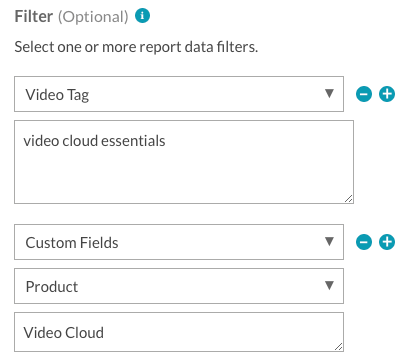 Filter (Optional) i
Select one or more report data filters.
Video Tag
video cloud essentials
Custom Fields
Product
Video Cloud